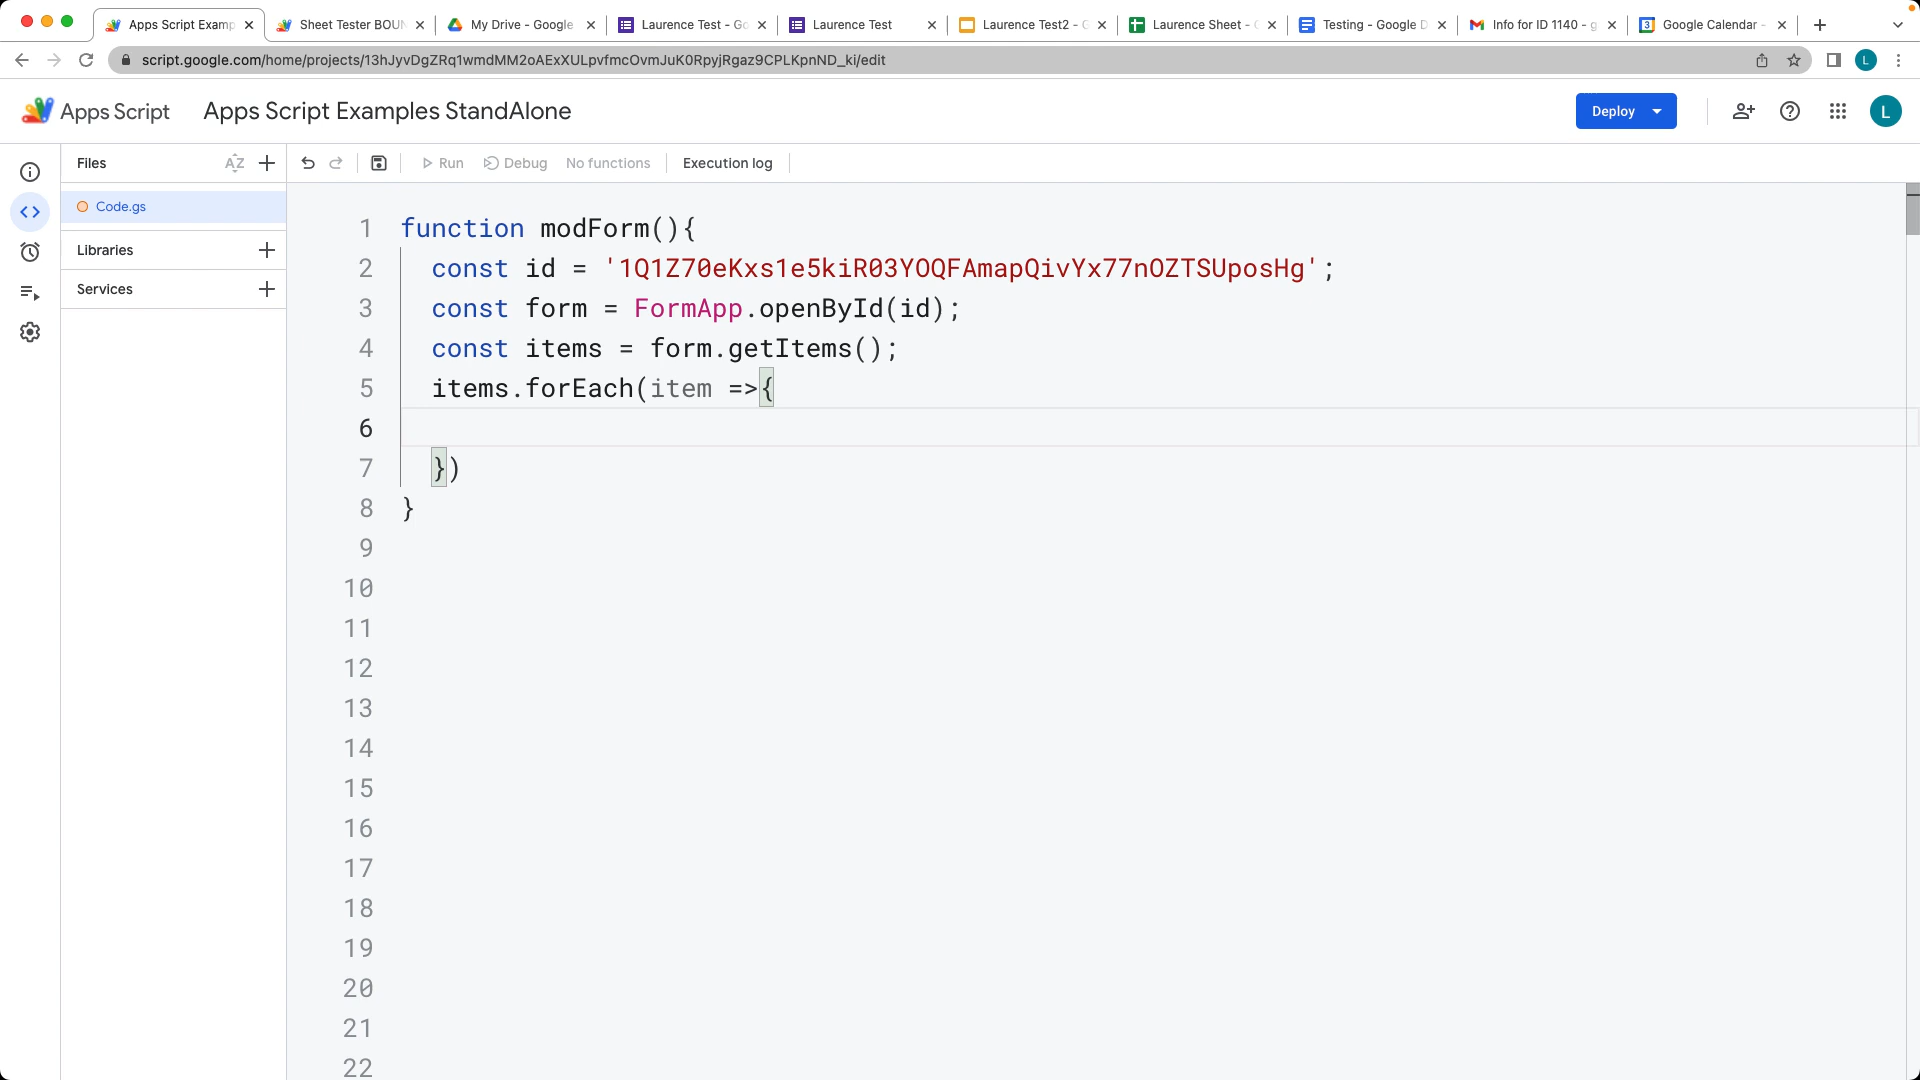 Apps Script Examp
Sheet Tester BOUN
My Drive - Google
Laurence Test - Go
Laurence Test
Laurence Test2 - G
Laurence Sheet - G
Testing - Google D
Info for ID 1140 - g
3
Google Calendar -
script.google.com/home/projects/13hJyvDgZRq1wmdMM2oAExXULpvfmcOvmJuK0RpyjRgaz9CPLKpnND_ki/edit
L
Apps Script
Apps Script Examples StandAlone
Deploy
L
Files
AZ
Run
Debug
No functions
Execution log
Code.gs
Libraries
Services
1 function modForm(){
2 const id = '1Q1Z70eKxs1e5kiR03YOQFAmapQivYx77nOZTSUposHg';
3 const form = FormApp.openById(id);
4 const items = form.getItems();
5 items.forEach(item =>{
6
7 })
8 }
9
10
11
12
13
14
15
16
17
18
19
20
21
22